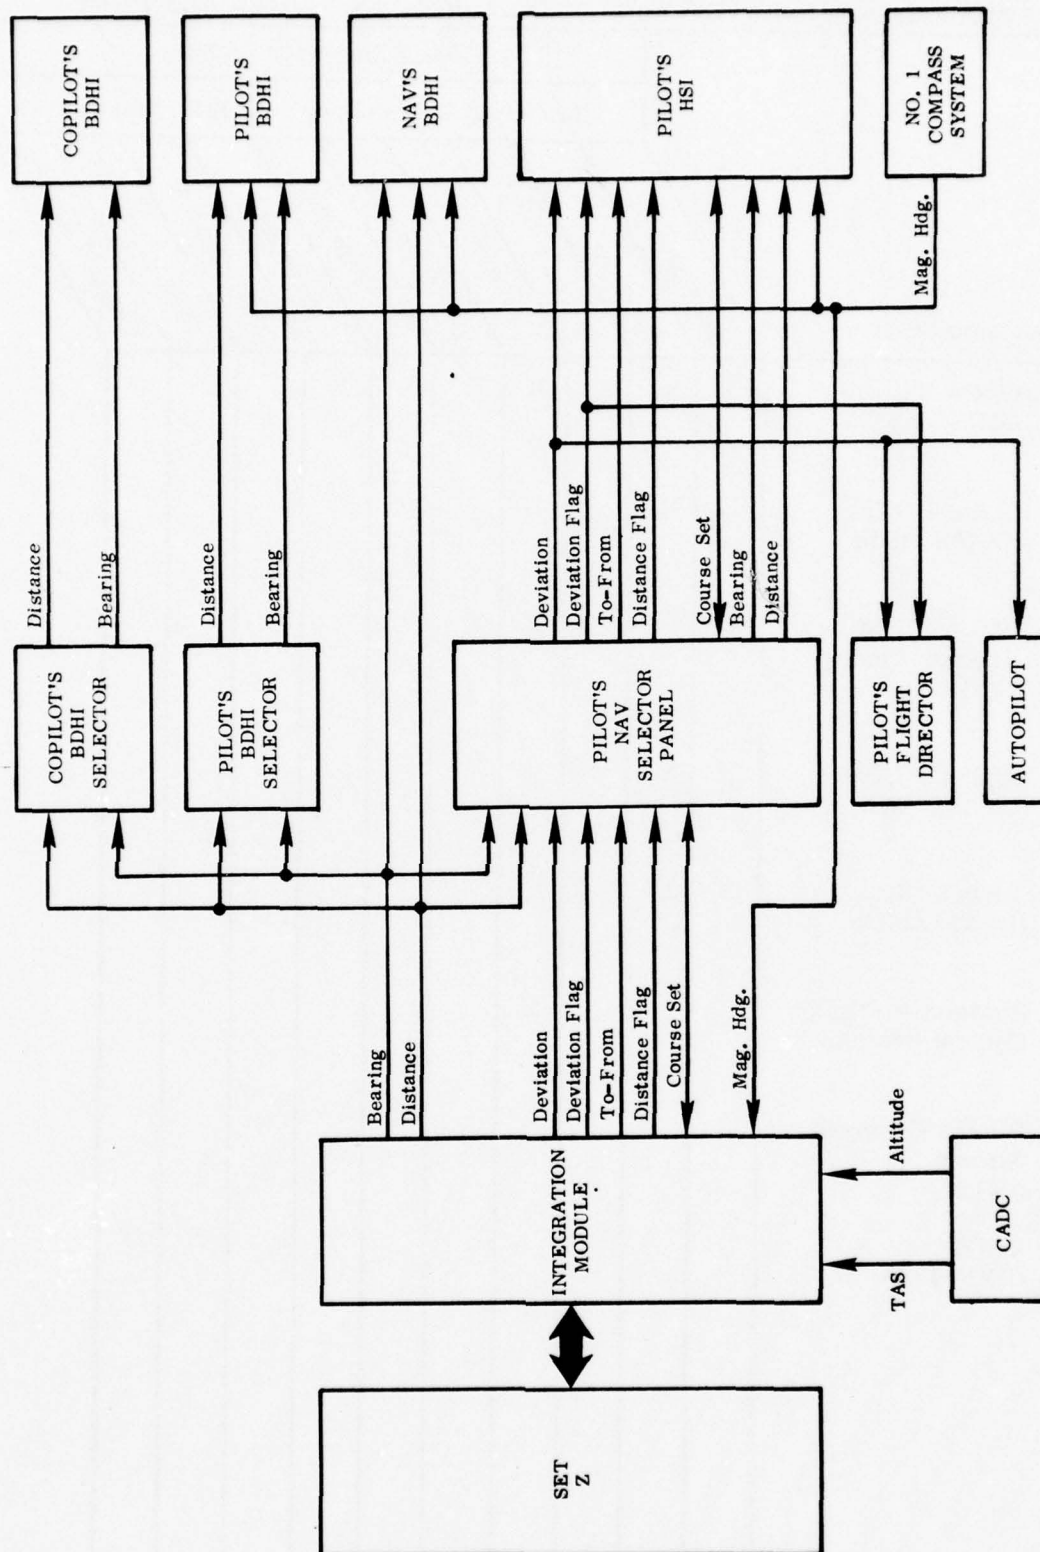 COPILOT'S
BDHI
PILOT'S
BDHI
NAV'S
BDHI
PILOT'S
HSI
NO. 1
COMPASS
SYSTEM
Mag. Hdg.
Distance
Bearing
Distance
Bearing
Deviation
Deviation Flag
To-From
Distance Flag
Course Set
Bearing
Distance
COPILOT'S
BDHI
SELECTOR
PILOT'S
BDHI
SELECTOR
PILOT'S
NAV
SELECTOR
PANEL
PILOT'S
FLIGHT
DIRECTOR
AUTOPILOT
Bearing
Distance
Deviation
Deviation Flag
To-From
Distance Flag
Course Set
Mag. Hdg.
INTEGRATION
MODULE
Altitude
TAS
CADC
SET
Z